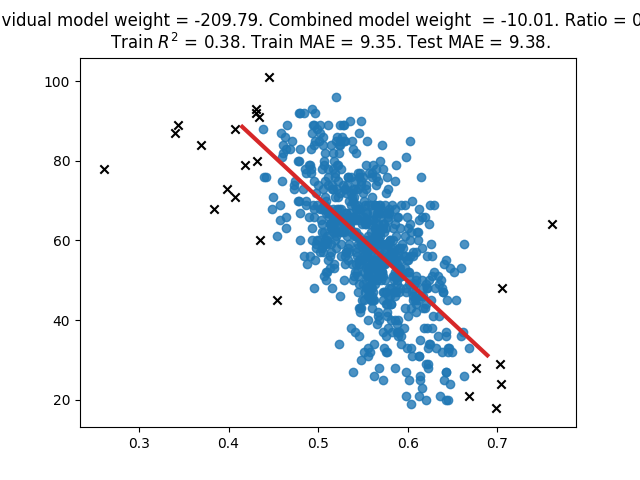 vidual model weight = -209.79. Combined model weight = -10.01. Ratio = 0
Train R² = 0.38. Train MAE = 9.35. Test MAE = 9.38.
100
80
60
40
20
0.3 0.4 0.5 0.6 0.7